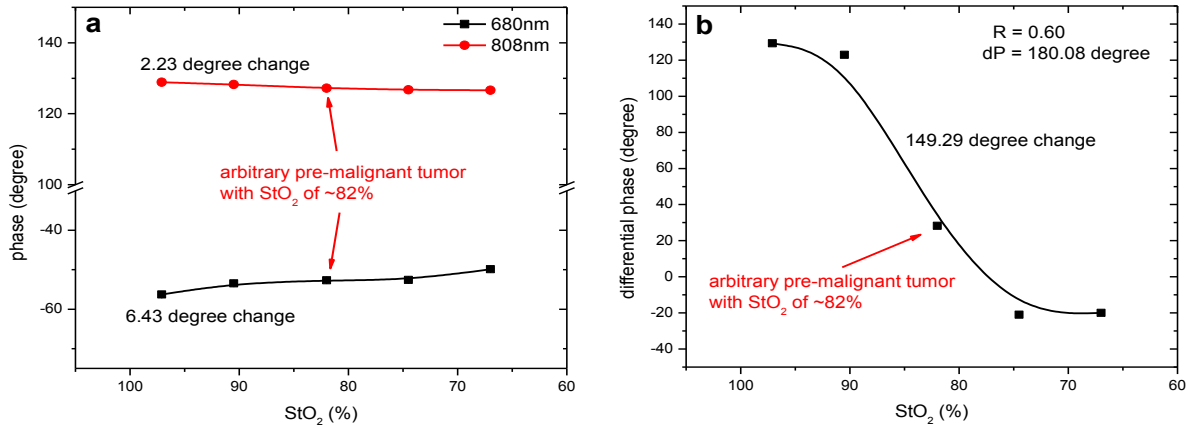 a
680nm
808nm
140
120
100
-40
-60
2.23 degree change
arbitrary pre-malignant tumor
with StO₂ of ~82%
6.43 degree change
phase (degree)
100
90
80
70
60
StO₂ (%)
b
R = 0.60
dP = 180.08 degree
140
120
100
80
60
40
20
0
-20
-40
149.29 degree change
arbitrary pre-malignant tumor
with StO₂ of ~82%
differential phase (degree)
100
90
80
70
60
StO₂ (%)